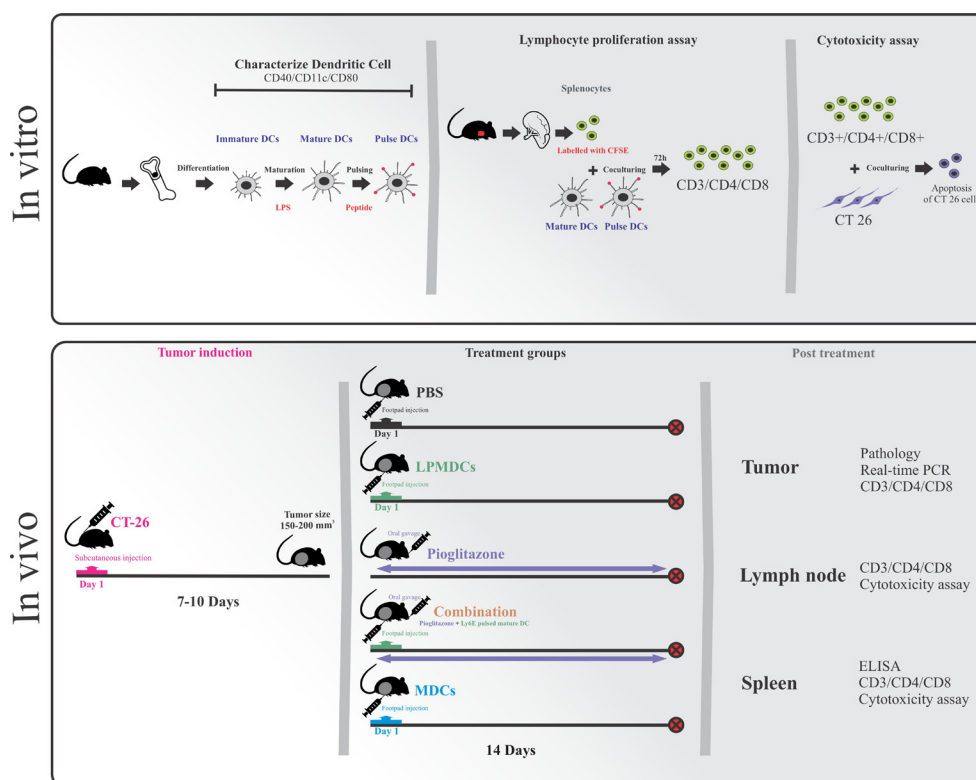 In vitro
Characterize Dendritic Cell
CD40/CD11c/CD80
Immature DCs
Mature DCs
Pulse DCs
Differentiation
Maturation
Pulsing
LPS
Peptide
Lymphocyte proliferation assay
Splenocytes
Labelled with CFSE
+ Coculturing
72h
CD3/CD4/CD8
Mature DCs
Pulse DCs
Cytotoxicity assay
CD3+/CD4+/CD8+
+ Coculturing
CT 26
Apoptosis
of CT 26 cell
In vivo
Tumor induction
CT-26
Subcutaneous injection
Day 1
Tumor size
150-200 mm³
7-10 Days
Treatment groups
PBS
Footpad injection
Day 1
LPMDCs
Footpad injection
Day 1
Oral gavage
Pioglitazone
Oral gavage
Combination
Pioglitazone + Ly6E pulsed mature DC
Footpad injection
MDCs
Footpad injection
Day 1
14 Days
Post treatment
Tumor
Pathology
Real-time PCR
CD3/CD4/CD8
Lymph node
CD3/CD4/CD8
Cytotoxicity assay
Spleen
ELISA
CD3/CD4/CD8
Cytotoxicity assay